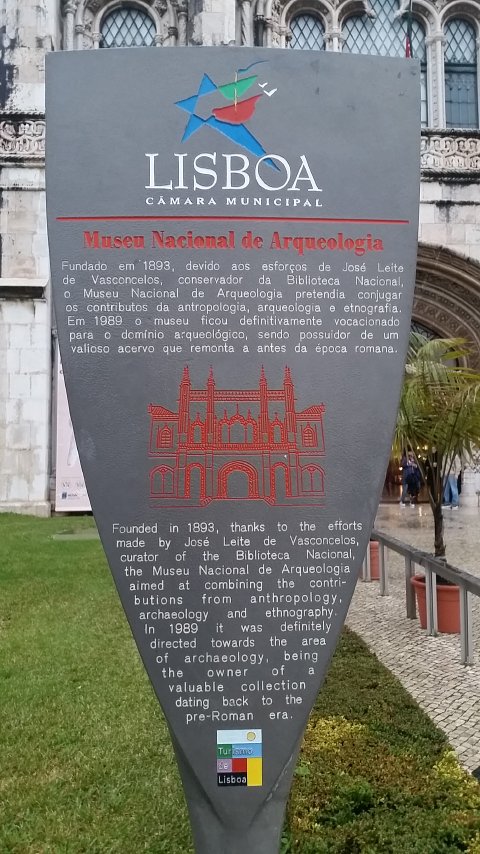 LISBOA
CÂMARA MUNICIPAL
Museu Nacional de Arqueologia
Fundado em 1893, devido aos esforços de José Leite
de Vasconcelos, conservador da Biblioteca Nacional,
o Museu Nacional de Arqueologia pretendia conjugar
os contributos da antropologia, arqueologia e etnografia.
Em 1989 o museu ficou definitivamente vocacionado
para o domínio arqueológico, sendo possuidor de um
valioso acervo que remonta a antes da época romana.
Founded in 1893, thanks to the efforts
made by José Leite de Vasconcelos,
curator of the Biblioteca Nacional,
the Museu Nacional de Arqueologia
aimed at combining the contri-
butions from anthropology,
archaeology and ethnography.
In 1989 it was definitely
directed towards the area
of archaeology, being
the owner of a
valuable collection
dating back to the
pre-Roman era.
Turismo
de
Lisboa